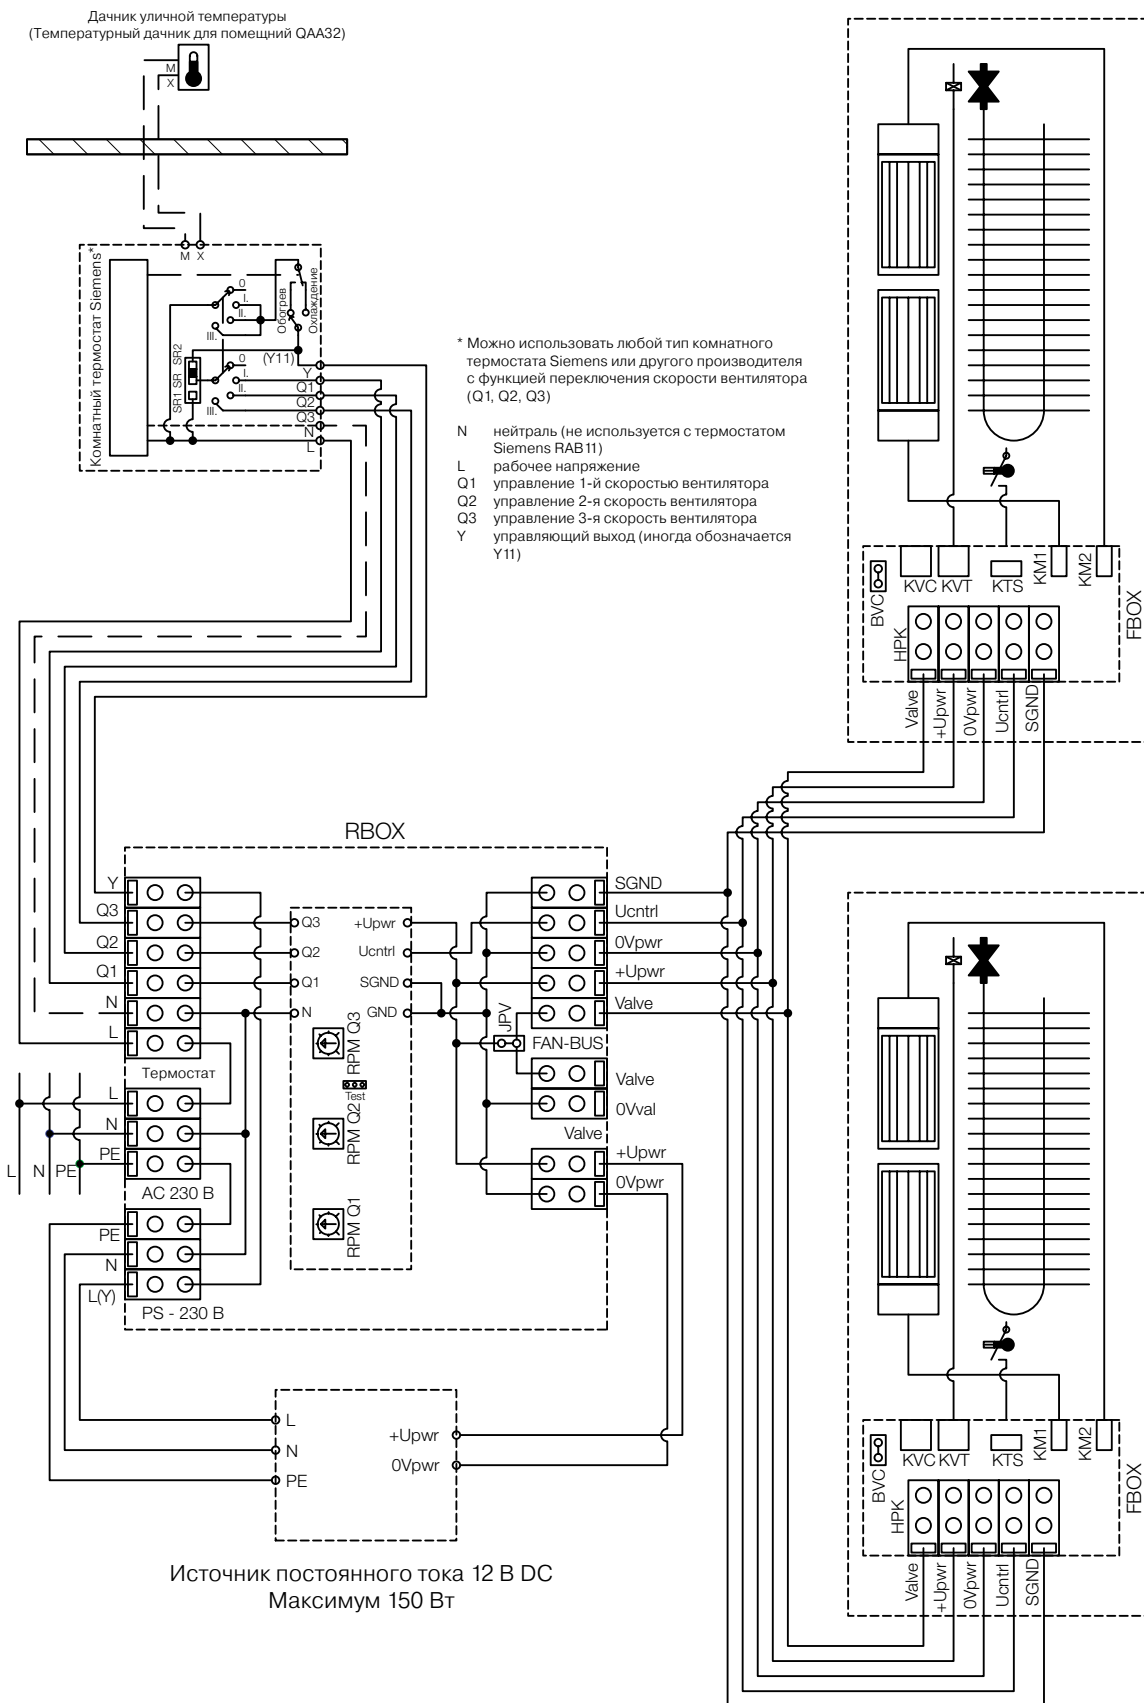 Дачник уличной температуры
(Температурный дачник для помещний QAA32)
M
X
M X
Комнатный термостат Siemens*
0
I.
II.
III.
Обогрев
Охлаждение
SR1 SR SR2
0
I.
II.
III.
(Y11)
Y
Q1
Q2
Q3
N
L
* Можно использовать любой тип комнатного
термостата Siemens или другого производителя
с функцией переключения скорости вентилятора
(Q1, Q2, Q3)
N нейтраль (не используется с термостатом
Siemens RAB11)
L рабочее напряжение
Q1 управление 1-й скоростью вентилятора
Q2 управление 2-я скорость вентилятора
Q3 управление 3-я скорость вентилятора
Y управляющий выход (иногда обозначается
Y11)
BVC
KVC KVT
KTS
KM1
KM2
HPK
FBOX
Valve
+Upwr
0Vpwr
Ucntrl
SGND
RBOX
Y
Q3
Q2
Q1
N
L
Термостат
L
N
PE
AC 230 В
PE
N
L(Y)
PS - 230 В
L N PE
Q3
Q2
Q1
N
+Upwr
Ucntrl
SGND
GND
RPM Q3
Test
RPM Q2
RPM Q1
JPV
SGND
Ucntrl
0Vpwr
+Upwr
Valve
FAN-BUS
Valve
0Vval
Valve
+Upwr
0Vpwr
L
N
PE
+Upwr
0Vpwr
Источник постоянного тока 12 В DC
Максимум 150 Вт
BVC
KVC KVT
KTS
KM1
KM2
HPK
FBOX
Valve
+Upwr
0Vpwr
Ucntrl
SGND